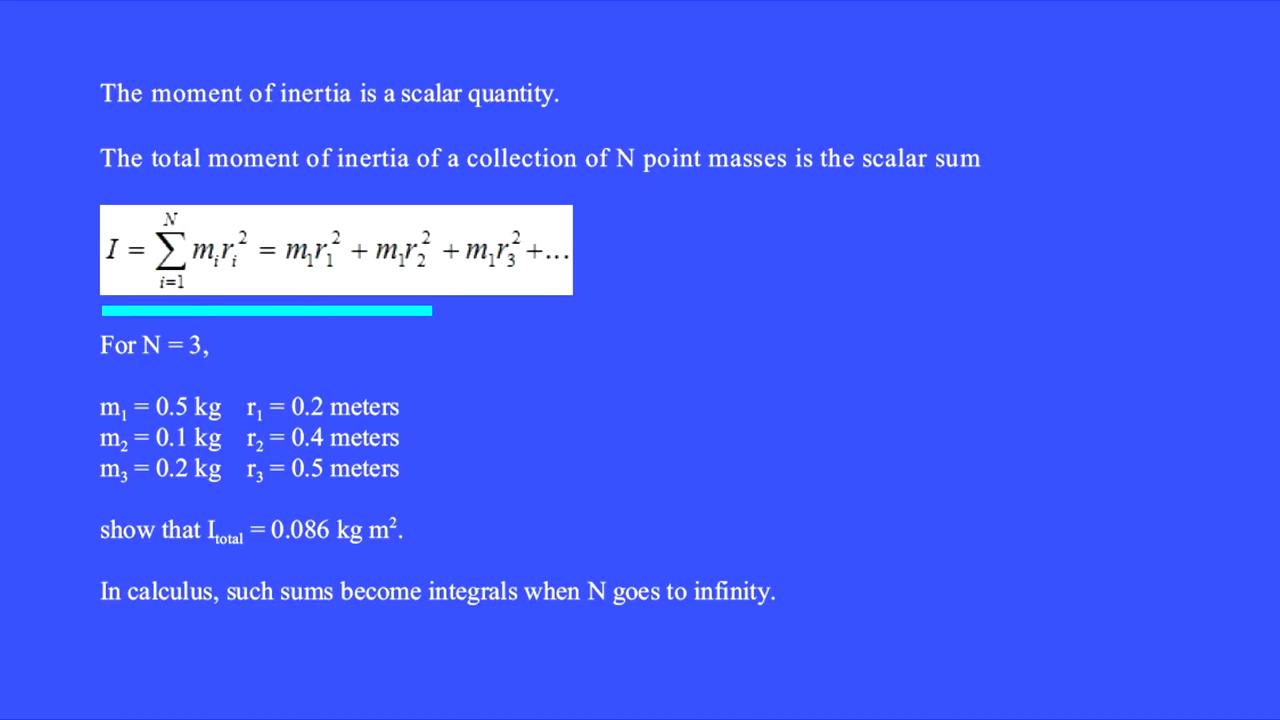 The moment of inertia is a scalar quantity.
The total moment of inertia of a collection of N point masses is the scalar sum
I = \sum_{i=1}^{N} m_i r_i^2 = m_1 r_1^2 + m_1 r_2^2 + m_1 r_3^2 + ...
For N = 3,
m₁ = 0.5 kg r₁ = 0.2 meters
m₂ = 0.1 kg r₂ = 0.4 meters
m₃ = 0.2 kg r₃ = 0.5 meters
show that I_total = 0.086 kg m².
In calculus, such sums become integrals when N goes to infinity.